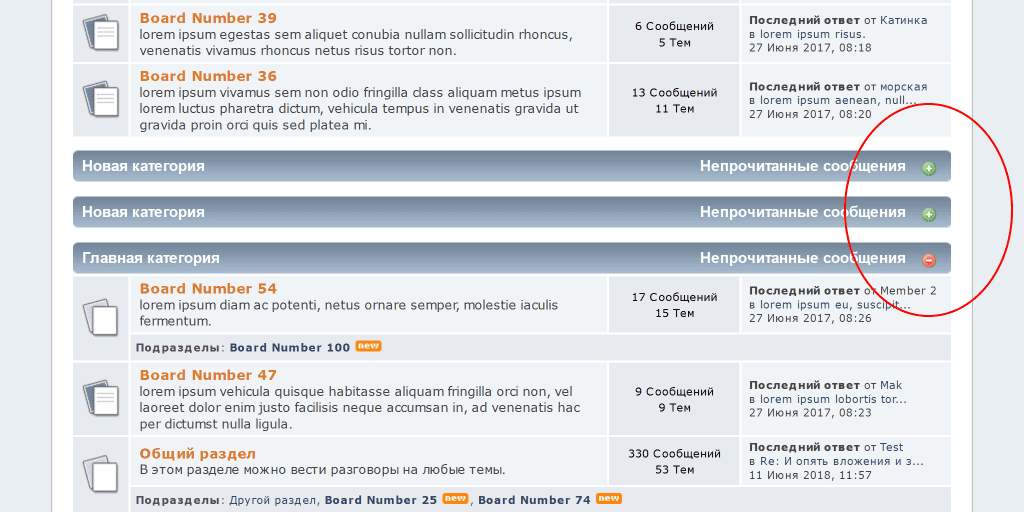 Board Number 39
lorem ipsum egestas sem aliquet conubia nullam sollicitudin rhoncus,
venenatis vivamus rhoncus netus risus tortor non.
6 Сообщений
5 Тем
Последний ответ от Катинка
в lorem ipsum risus.
27 Июня 2017, 08:18
Board Number 36
lorem ipsum vivamus sem non odio fringilla class aliquam metus ipsum
lorem luctus pharetra dictum, vehicula tempus in venenatis gravida ut
gravida proin orci quis sed platea mi.
13 Сообщений
11 Тем
Последний ответ от морская
в lorem ipsum aenean, null...
27 Июня 2017, 08:20
Новая категория
Непрочитанные сообщения
Новая категория
Непрочитанные сообщения
Главная категория
Непрочитанные сообщения
Board Number 54
lorem ipsum diam ac potenti, netus ornare semper, molestie iaculis
fermentum.
17 Сообщений
15 Тем
Последний ответ от Member 2
в lorem ipsum eu, suscipit...
27 Июня 2017, 08:26
Подразделы: Board Number 100 new
Board Number 47
lorem ipsum vehicula quisque habitasse aliquam fringilla orci non, vel
laoreet dolor enim justo facilisis neque accumsan in, ad venenatis hac
per dictumst nulla ligula.
9 Сообщений
9 Тем
Последний ответ от Mak
в lorem ipsum lobortis tor...
27 Июня 2017, 08:23
Общий раздел
В этом разделе можно вести разговоры на любые темы.
330 Сообщений
53 Тем
Последний ответ от Test
в Re: И опять вложения и з...
11 Июня 2018, 11:57
Подразделы: Другой раздел, Board Number 25 new , Board Number 74 new